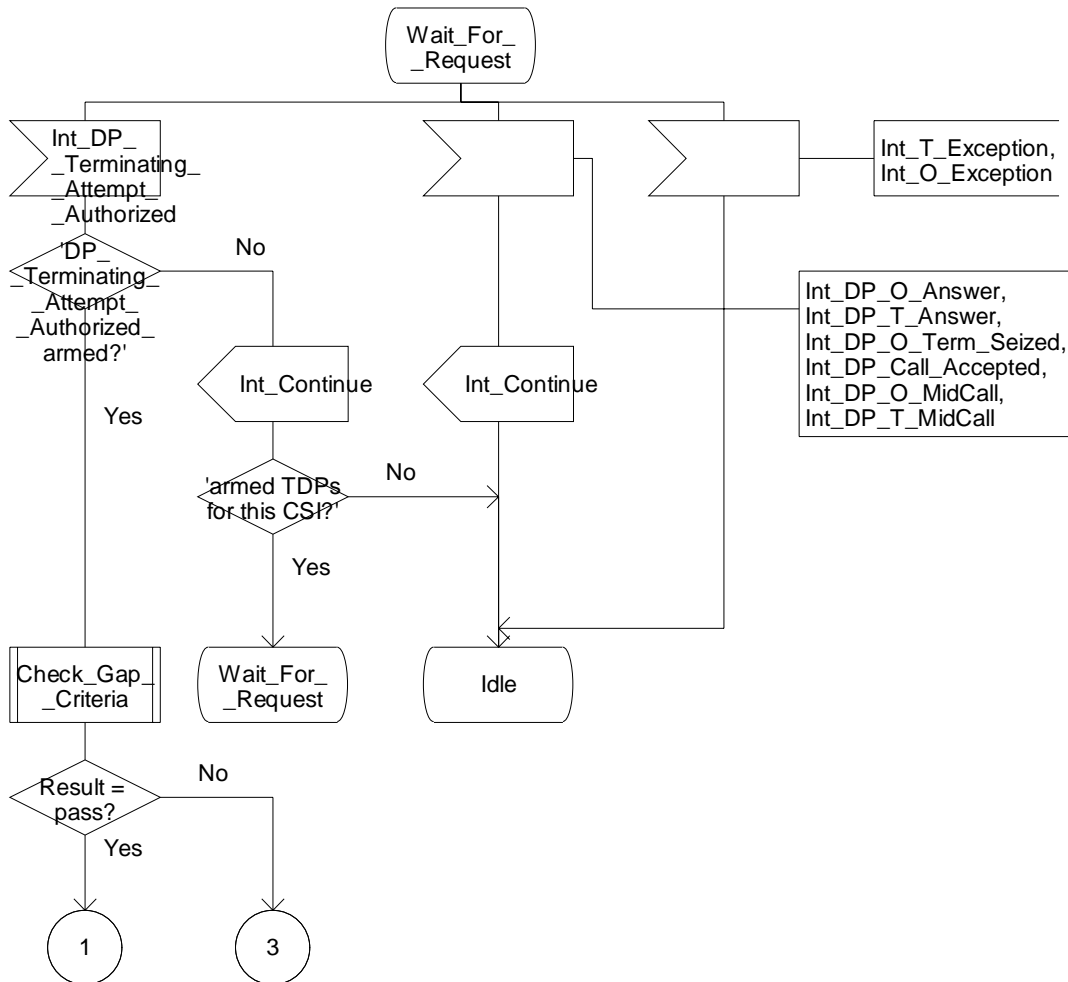 Wait_For_
_Request
Int_DP_
_Terminating_
_Attempt_
_Authorized
Int_T_Exception,
Int_O_Exception
'DP_
_Terminating_
_Attempt_
_Authorized_
armed?'
No
Int_DP_O_Answer,
Int_DP_T_Answer,
Int_DP_O_Term_Seized,
Int_DP_Call_Accepted,
Int_DP_O_MidCall,
Int_DP_T_MidCall
Int_Continue
Int_Continue
Yes
'armed TDPs
for this CSI?'
No
Yes
Check_Gap_
_Criteria
Wait_For_
_Request
Idle
Result =
pass?
No
Yes
1
3